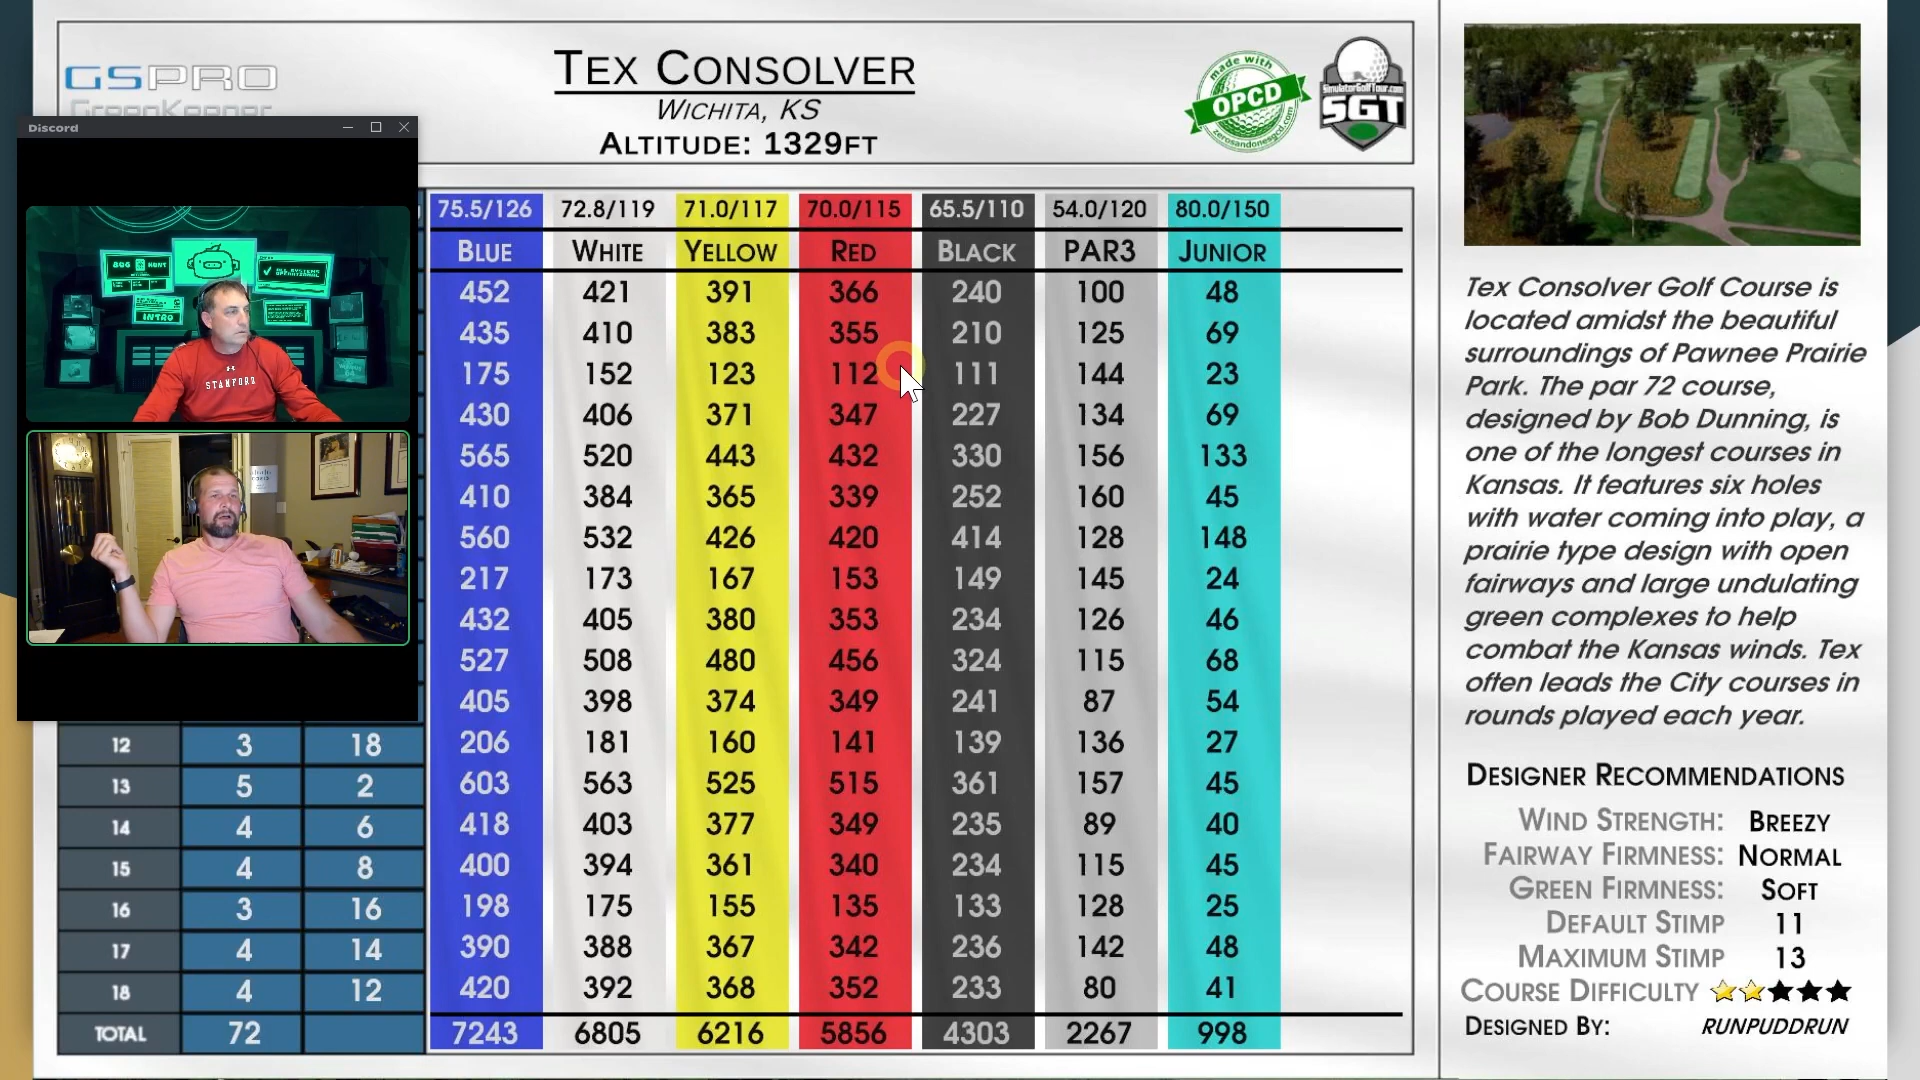 GSPRO
GreenKeeper
TEX CONSOLVER
WICHITA, KS
ALTITUDE: 1329FT
made with
OPCD
zerosandonesgcd.com
SimulatorGolfTour.com
SGT
Discord
806 HUNT
ALL SYSTEMS
INTRO
STANFORD
75.5/126 72.8/119 71.0/117 70.0/115 65.5/110 54.0/120 80.0/150
BLUE WHITE YELLOW RED BLACK PAR3 JUNIOR
452 421 391 366 240 100 48
435 410 383 355 210 125 69
175 152 123 112 111 144 23
430 406 371 347 227 134 69
565 520 443 432 330 156 133
410 384 365 339 252 160 45
560 532 426 420 414 128 148
217 173 167 153 149 145 24
432 405 380 353 234 126 46
527 508 480 456 324 115 68
405 398 374 349 241 87 54
12 3 18 206 181 160 141 139 136 27
13 5 2 603 563 525 515 361 157 45
14 4 6 418 403 377 349 235 89 40
15 4 8 400 394 361 340 234 115 45
16 3 16 198 175 155 135 133 128 25
17 4 14 390 388 367 342 236 142 48
18 4 12 420 392 368 352 233 80 41
TOTAL 72 7243 6805 6216 5856 4303 2267 998
Tex Consolver Golf Course is
located amidst the beautiful
surroundings of Pawnee Prairie
Park. The par 72 course,
designed by Bob Dunning, is
one of the longest courses in
Kansas. It features six holes
with water coming into play, a
prairie type design with open
fairways and large undulating
green complexes to help
combat the Kansas winds. Tex
often leads the City courses in
rounds played each year.
DESIGNER RECOMMENDATIONS
WIND STRENGTH: BREEZY
FAIRWAY FIRMNESS: NORMAL
GREEN FIRMNESS: SOFT
DEFAULT STIMP 11
MAXIMUM STIMP 13
COURSE DIFFICULTY
DESIGNED BY: RUNPUDDRUN